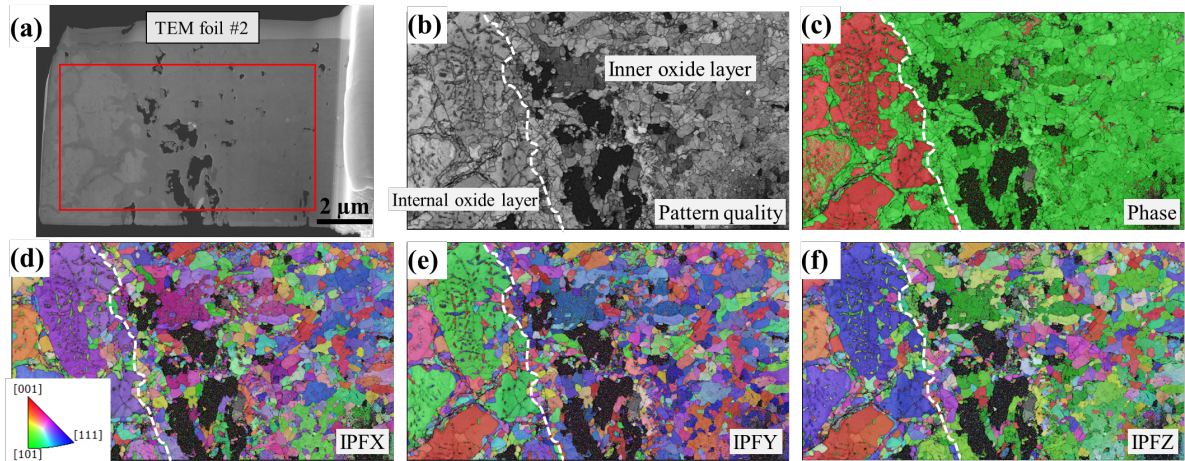 (a)
TEM foil #2
2 μm
(b)
Inner oxide layer
Internal oxide layer
Pattern quality
(c)
Phase
(d)
[001]
[111]
[101]
IPFX
(e)
IPFY
(f)
IPFZ